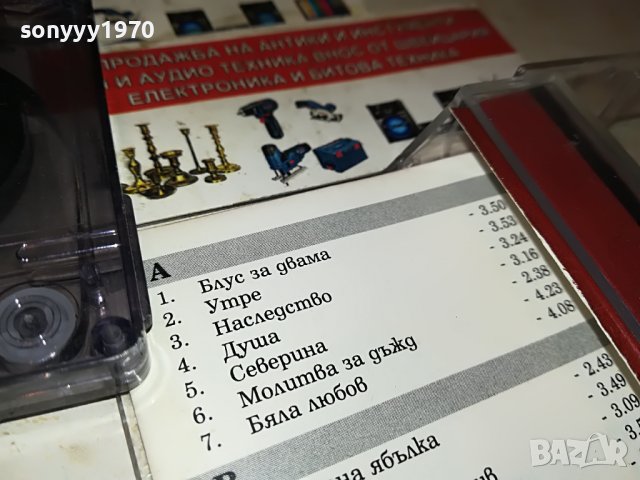 sonyyy1970
ПРОДАЖБА НА АНТИКИ И ИНСТРУМЕНТИ
И АУДИО ТЕХНИКА ВНОС ОТ ШВЕЙЦАРИЯ
ЕЛЕКТРОНИКА И БИТОВА ТЕХНИКА
A
1. Блус за двама - 3.50
2. Утре - 3.53
3. Наследство - 3.24
4. Душа - 3.16
5. Северина - 2.38
6. Молитва за дъжд - 4.23
7. Бяла любов - 4.08
ябълка - 2.43
- 3.49
- 3.09
BAZAR